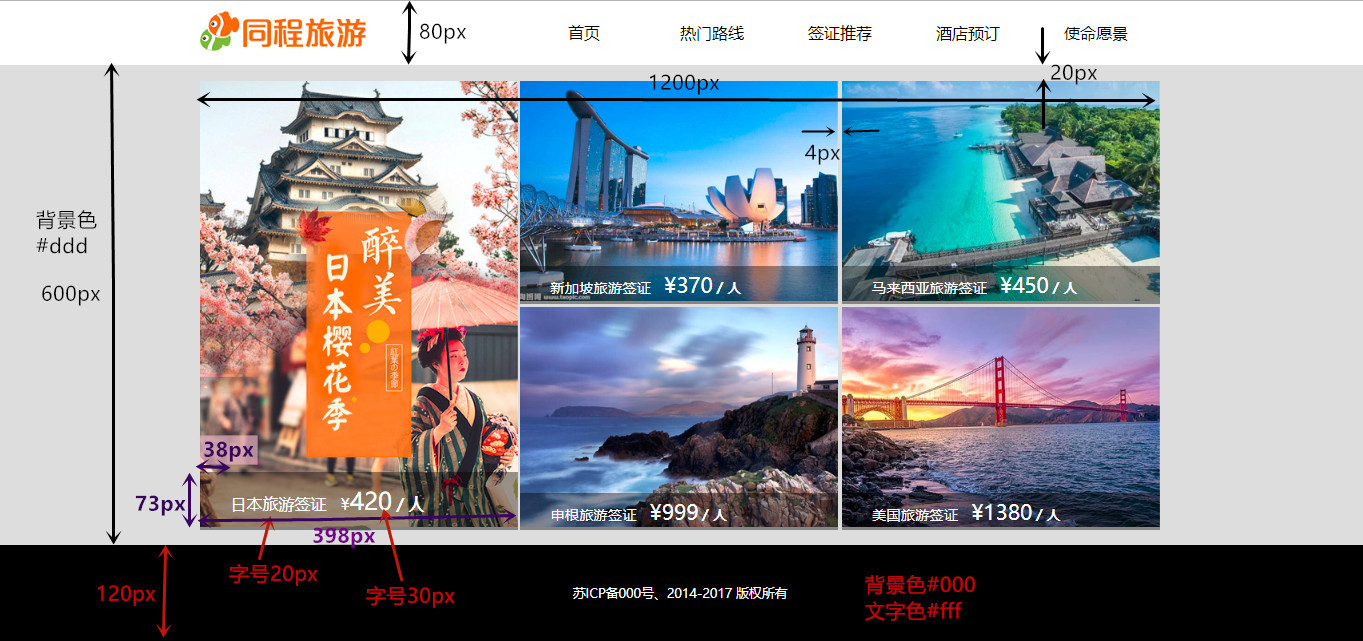 同程旅游
80px
首页
热门路线
签证推荐
酒店预订
使命愿景
20px
1200px
4px
背景色
#ddd
600px
醉美
日本樱花季
紅葉の季節
新加坡旅游签证 ¥370 / 人
马来西亚旅游签证 ¥450 / 人
38px
73px
日本旅游签证 ¥420 / 人
398px
申根旅游签证 ¥999 / 人
美国旅游签证 ¥1380 / 人
字号20px
字号30px
120px
苏ICP备000号、2014-2017 版权所有
背景色#000
文字色#fff